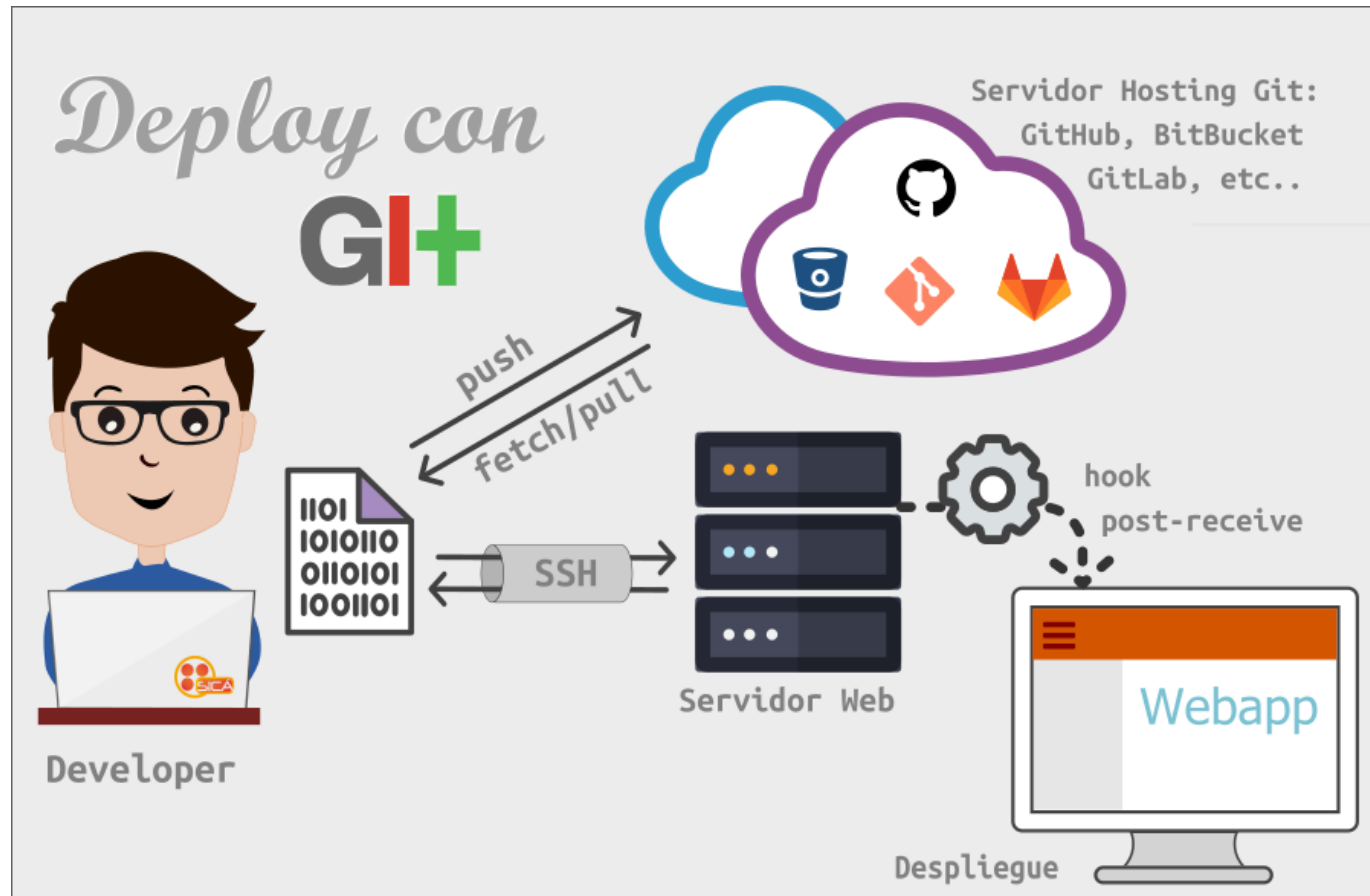 Deploy con
GIt
Servidor Hosting Git:
GitHub, BitBucket
GitLab, etc..
push
fetch/pull
1101
1010110
0110101
1001101
SSH
SICA
hook
post-receive
Servidor Web
Webapp
Developer
Despliegue